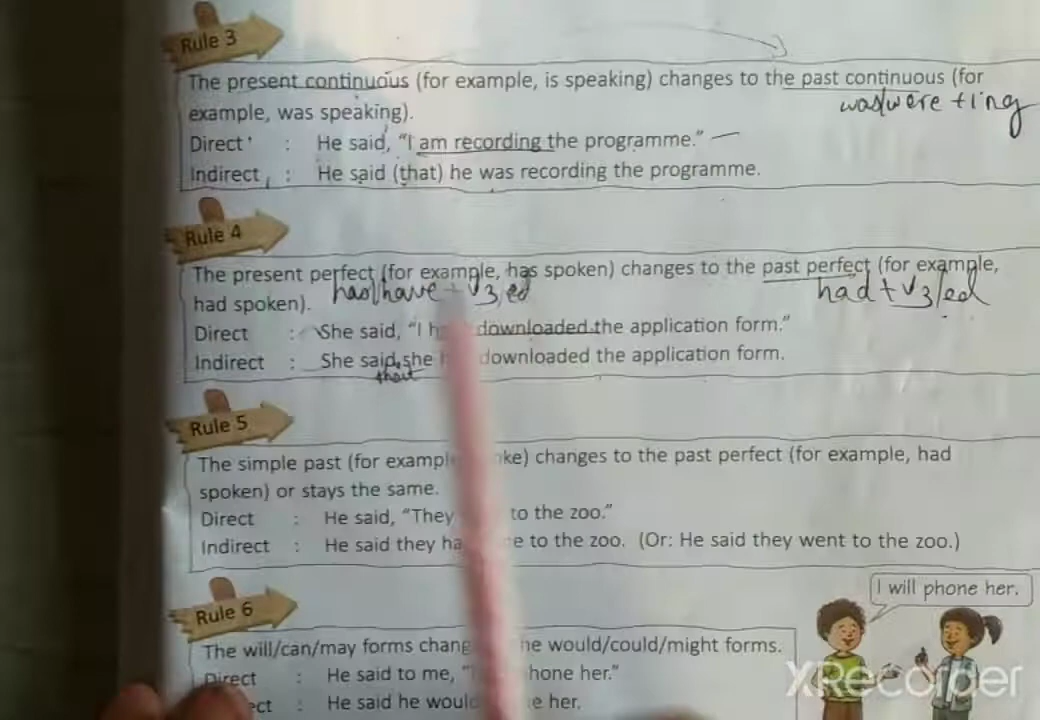 Rule 3
The present continuous (for example, is speaking) changes to the past continuous (for
was/were + ing
example, was speaking).
Direct : He said, "I am recording the programme."
Indirect : He said (that) he was recording the programme.
Rule 4
The present perfect (for example, has spoken) changes to the past perfect (for example,
has/have + V3/ed had + V3/ed
had spoken).
Direct : She said, "I downloaded the application form."
Indirect : She said, she downloaded the application form.
that
Rule 5
The simple past (for example changes to the past perfect (for example, had
spoken) or stays the same.
Direct : He said, "They to the zoo."
Indirect : He said they to the zoo. (Or: He said they went to the zoo.)
Rule 6
I will phone her.
The will/can/may forms would/could/might forms.
Direct : He said to me, " her."
: He said he her.
XRecorder